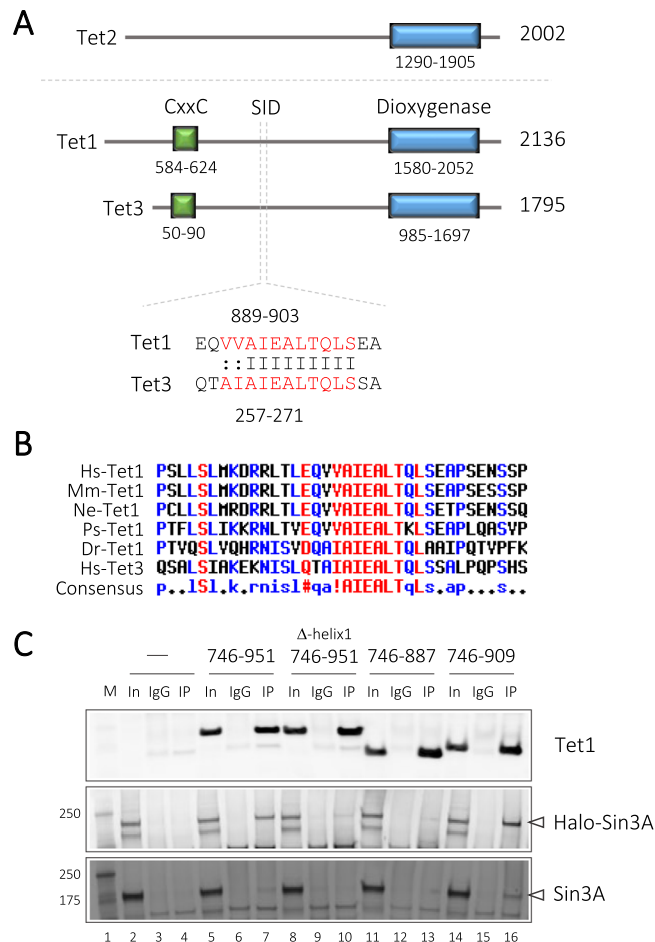 A
Tet2
2002
1290-1905
CxxC
SID
Dioxygenase
Tet1
2136
584-624
1580-2052
Tet3
1795
50-90
985-1697
889-903
Tet1 EQVVAIEALTQLSEA
::IIIIIIIII
Tet3 QTAIAIEALTQLSSA
257-271
B
Hs-Tet1 PSLLSLMKDRRLTLEQVVAIEALTQLSEAPSENSSP
Mm-Tet1 PSLLSLMKDRRLTLEQVVAIEALTQLSEAPSESSSP
Ne-Tet1 PCLLSLMRDRRLTLEQVVAIEALTQLSETPSENSSQ
Ps-Tet1 PTFLSLIKKRNLTVEQVVAIEALTKLSEAPLQASVP
Dr-Tet1 PTVQSLVQHRNISVDQAIAIEALTQLAAIPQTVPFK
Hs-Tet3 QSALSIAKEKNISLQTAIAIEALTQLSSALPQPSHS
Consensus p..lSl.k.rnisl#qa!AIEALTQLs.ap...s..
C
Δ-helix1
— 746-951 746-951 746-887 746-909
M In IgG IP In IgG IP In IgG IP In IgG IP In IgG IP
Tet1
250
Halo-Sin3A
250
175
Sin3A
1 2 3 4 5 6 7 8 9 10 11 12 13 14 15 16